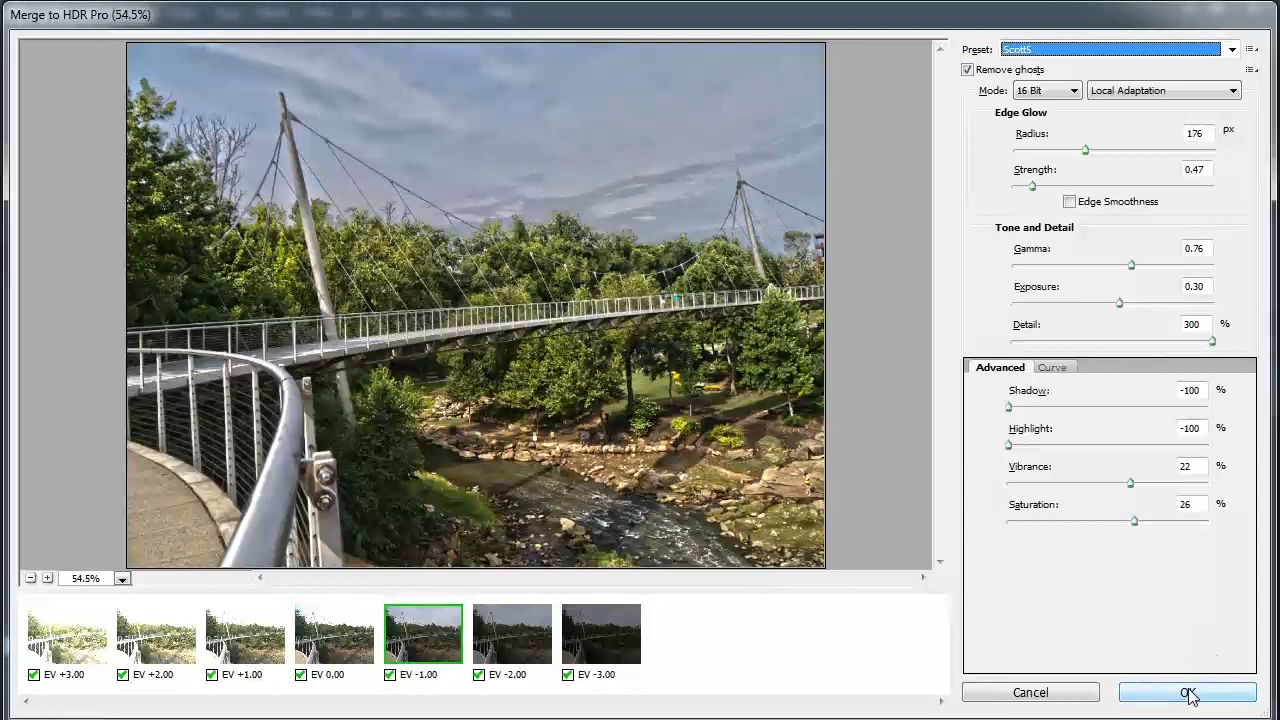 Merge to HDR Pro (54.5%)
Preset: Scott5
Remove ghosts
Mode: 16 Bit Local Adaptation
Edge Glow
Radius: 176 px
Strength: 0.47
Edge Smoothness
Tone and Detail
Gamma: 0.76
Exposure: 0.30
Detail: 300 %
Advanced Curve
Shadow: -100 %
Highlight: -100 %
Vibrance: 22 %
Saturation: 26 %
54.5%
EV +3.00 EV +2.00 EV +1.00 EV 0.00 EV -1.00 EV -2.00 EV -3.00
Cancel OK